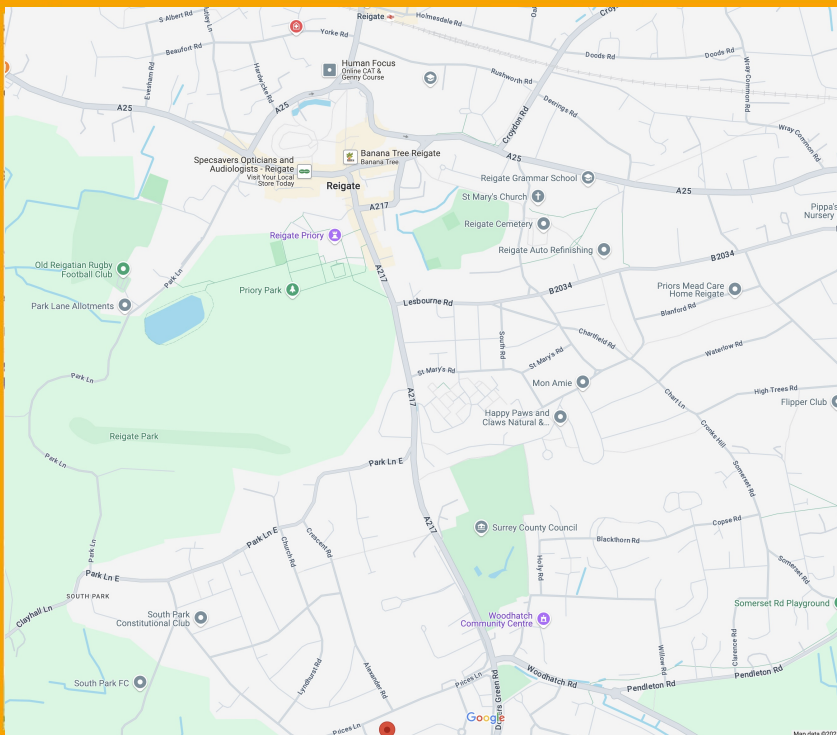 S Albert Rd
Reigate
Holmesdale Rd
Yorke Rd
Beaufort Rd
Evesham Rd
Hardwicke Rd
Human Focus
Online CAT &
Genny Course
Doods Rd
Doods Rd
Rushworth Rd
Wray Common Rd
Deerings Rd
Croydon Rd
A25
A25
Wray Common Rd
Specsavers Opticians and
Audiologists - Reigate
Visit Your Local
Store Today
Banana Tree Reigate
Banana Tree
A25
A25
Reigate
Reigate Grammar School
St Mary's Church
A217
Pippa's
Nursery
Reigate Cemetery
Reigate Priory
Reigate Auto Refinishing
B2034
Old Reigatian Rugby
Football Club
Park Ln
A217
Priory Park
B2034
Priors Mead Care
Home Reigate
Park Lane Allotments
Lesbourne Rd
Blanford Rd
South Rd
Chartfield Rd
Waterlow Rd
St Mary's Rd
St Mary's Rd
Park Ln
Mon Amie
A217
High Trees Rd
Chart Ln
Flipper Club
Happy Paws and
Claws Natural &...
Cronks Hill
Reigate Park
Park Ln
Park Ln E
Somerset Rd
A217
Surrey County Council
Copse Rd
Blackthorn Rd
Park Ln E
Church Rd
Crescent Rd
Park Ln
Holly Rd
Somerset Rd
Park Ln E
SOUTH PARK
Clayhall Ln
South Park
Constitutional Club
Woodhatch
Community Centre
Somerset Rd Playground
Clarence Rd
Willow Rd
Lyndhurst Rd
Alexander Rd
Prices Ln
Woodhatch Rd
Pendleton Rd
Pendleton Rd
South Park FC
Dovers Green Rd
Google
Prices Ln